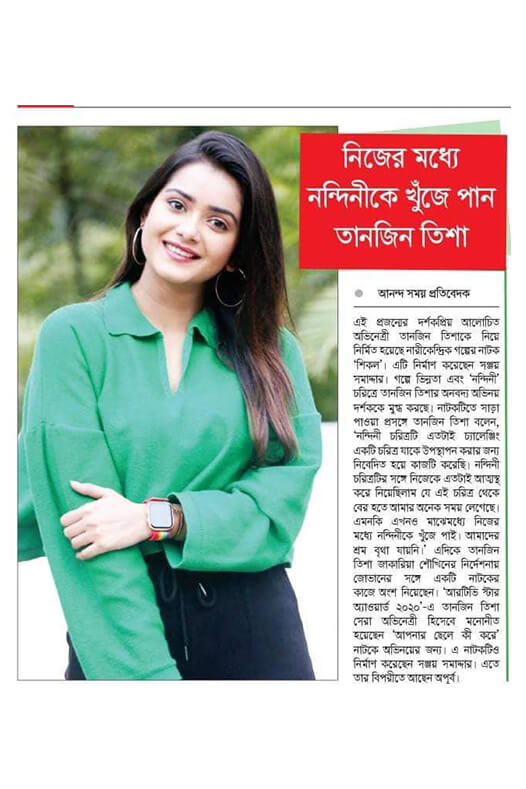 নিজের মধ্যে
নন্দিনীকে খুঁজে পান
তানজিন তিশা
আনন্দ সময় প্রতিবেদক
এই প্রজন্মের দর্শকপ্রিয় আলোচিত
অভিনেত্রী তানজিন তিশাকে নিয়ে
নির্মিত হয়েছে নারীকেন্দ্রিক গল্পের নাটক
‘শিকল’। এটি নির্মাণ করেছেন সঞ্জয়
সমাদ্দার। গল্পে ভিন্নতা এবং ‘নন্দিনী’
চরিত্রে তানজিন তিশার অনবদ্য অভিনয়
দর্শককে মুগ্ধ করছে। নাটকটিতে সাড়া
পাওয়া প্রসঙ্গে তানজিন তিশা বলেন,
‘নন্দিনী চরিত্রটি এতটাই চ্যালেঞ্জিং
একটি চরিত্র যাকে উপস্থাপন করার জন্য
নিবেদিত হয়ে কাজটি করেছি। নন্দিনী
চরিত্রটির সঙ্গে নিজেকে এতটাই আত্মস্থ
করে নিয়েছিলাম যে এই চরিত্র থেকে
বের হতে আমার অনেক সময় লেগেছে।
এমনকি এখনও মাঝেমধ্যে নিজের
মধ্যে নন্দিনীকে খুঁজে পাই। আমাদের
শ্রম বৃথা যায়নি।’ এদিকে তানজিন
তিশা জাকারিয়া শৌখিনের নির্দেশনায়
জোভানের সঙ্গে একটি নাটকের
কাজে অংশ নিয়েছেন। ‘আরটিভি স্টার
অ্যাওয়ার্ড ২০২০’-এ তানজিন তিশা
সেরা অভিনেত্রী হিসেবে মনোনীত
হয়েছেন ‘আপনার ছেলে কী করে’
নাটকে অভিনয়ের জন্য। এ নাটকটিও
নির্মাণ করেছেন সঞ্জয় সমাদ্দার। এতে
তার বিপরীতে আছেন অপূর্ব।